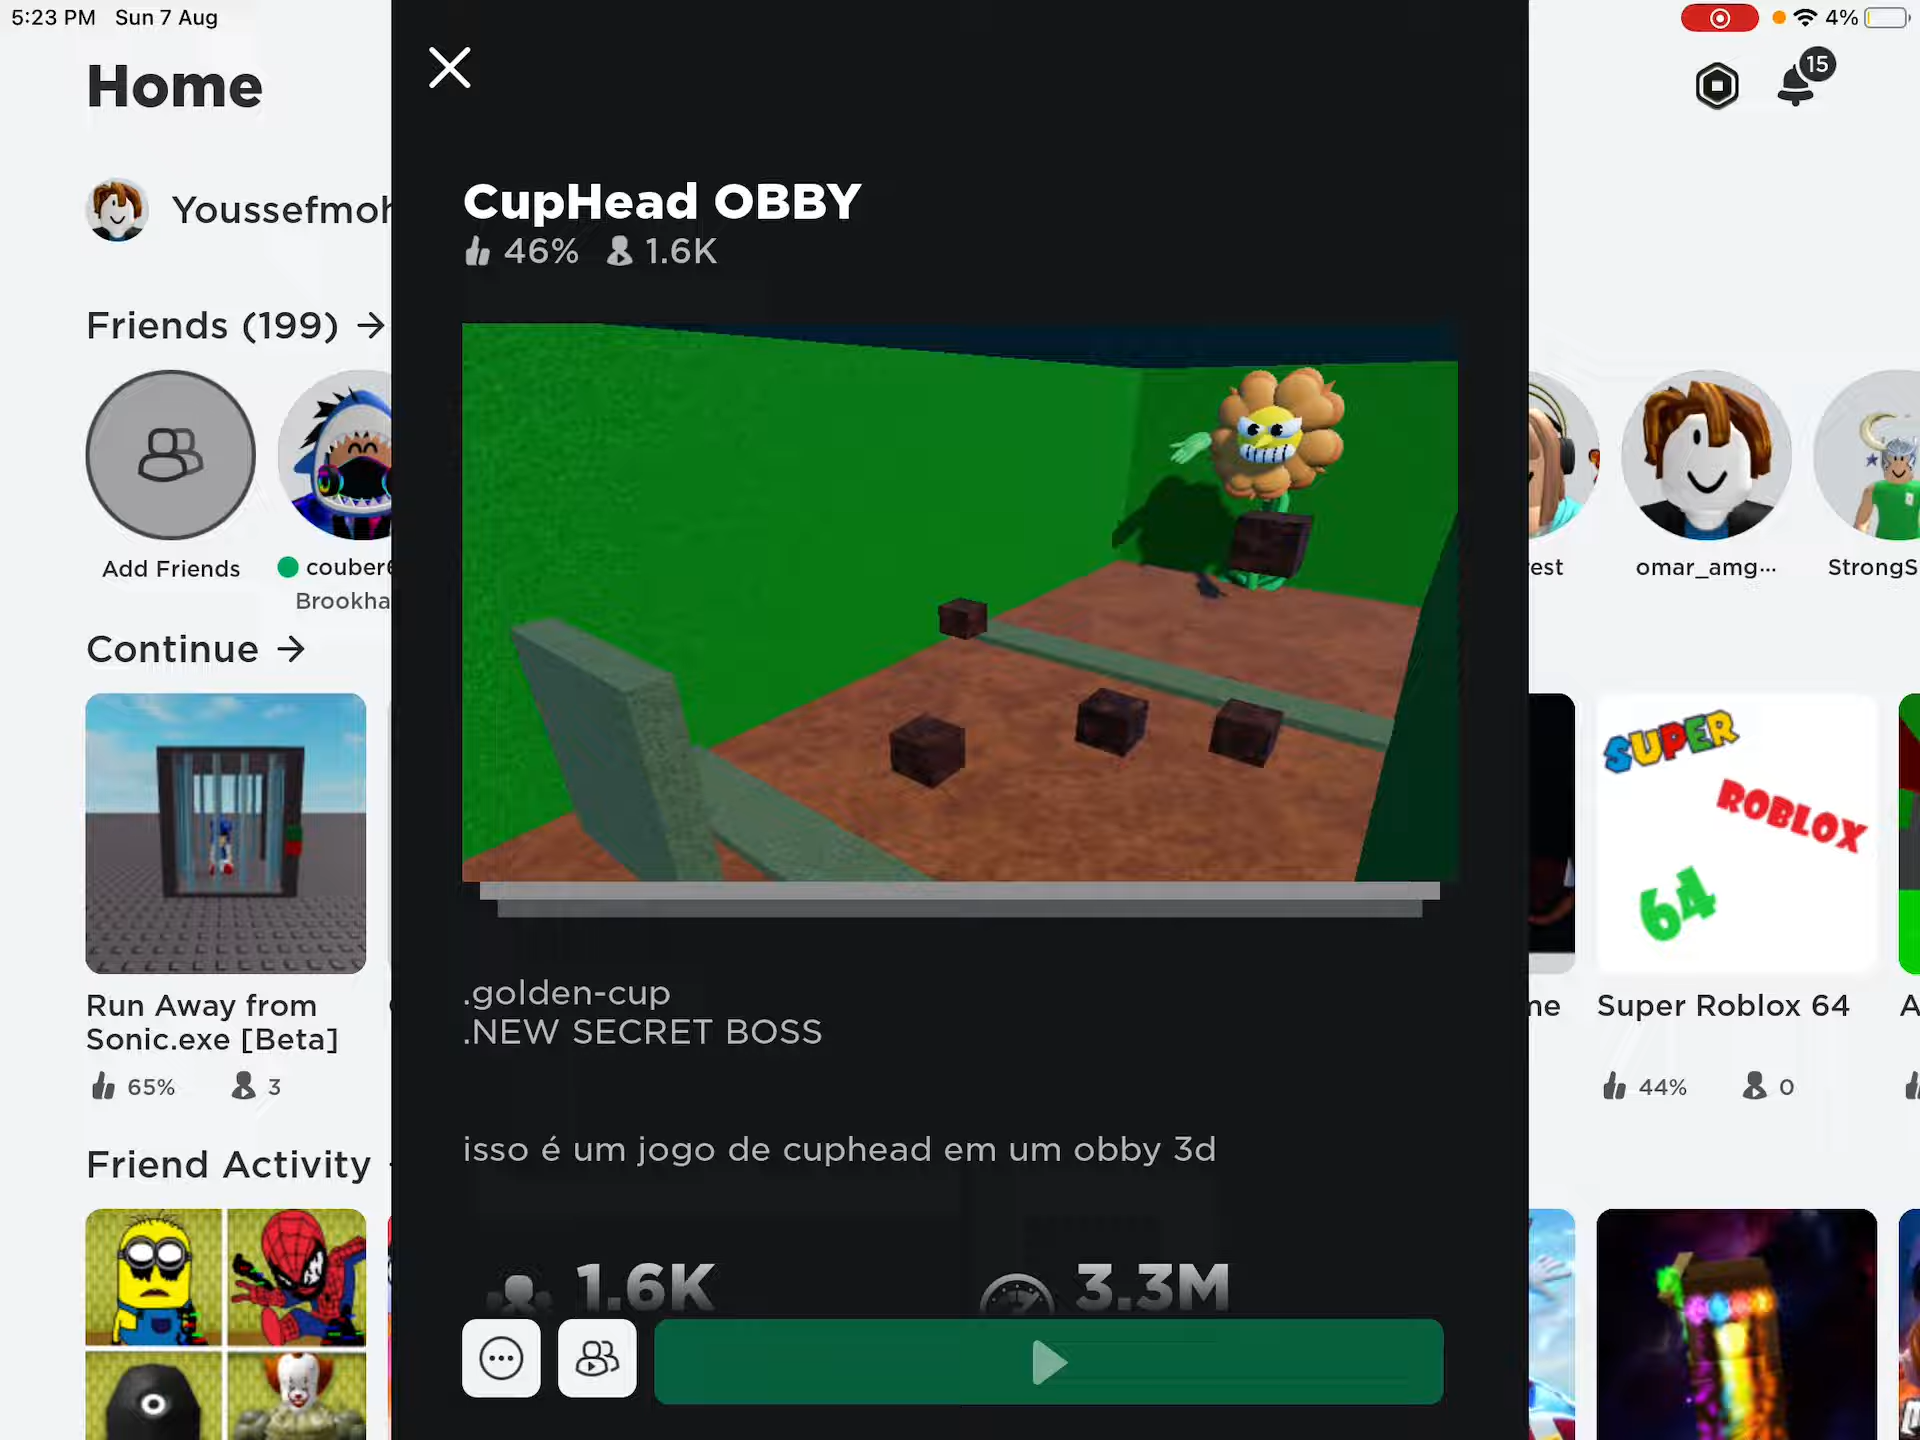 5:23 PM Sun 7 Aug
4%
Home
15
Youssefmoh
CupHead OBBY
46% 1.6K
Friends (199) →
Add Friends
Brookha
omar_amg...
StrongS
Continue →
SUPER
ROBLOX
64
Run Away from
Sonic.exe [Beta]
65% 3
.golden-cup
.NEW SECRET BOSS
isso é um jogo de cuphead em um obby 3d
Super Roblox 64
44% 0
Friend Activity
1.6K
3.3M